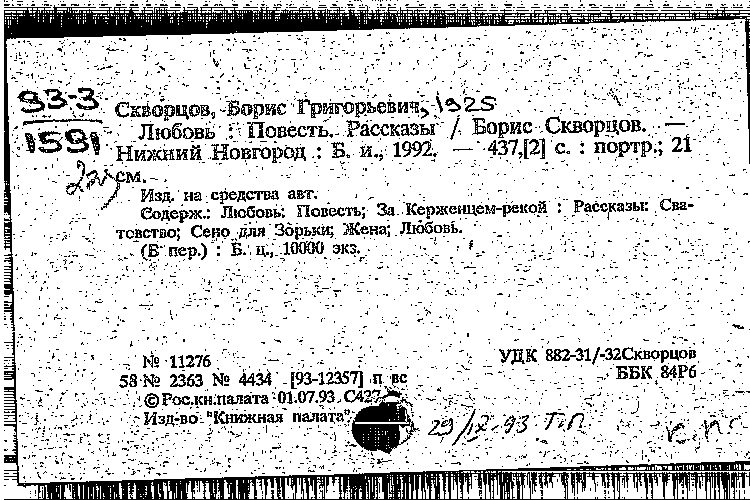 93-3
1591
Скворцов, Борис Григорьевич, 1925
Любовь : Повесть. Рассказы / Борис Скворцов. —
Нижний Новгород : Б. и., 1992. — 437,[2] с. : портр.; 21
см.
Изд. на средства авт.
Содерж.: Любовь: Повесть; За Керженцем-рекой : Рассказы: Сва-
товство; Сено для Зорьки; Жена; Любовь.
(В пер.) : Б. ц., 10000 экз.
№ 11276
УДК 882-31/-32Скворцов
ББК 84Р6
58 № 2363 № 4434 [93-12357] п вс
© Рос.кн.палата 01.07.93 С427
Изд-во "Книжная палата"
29/IX-93 Т.П